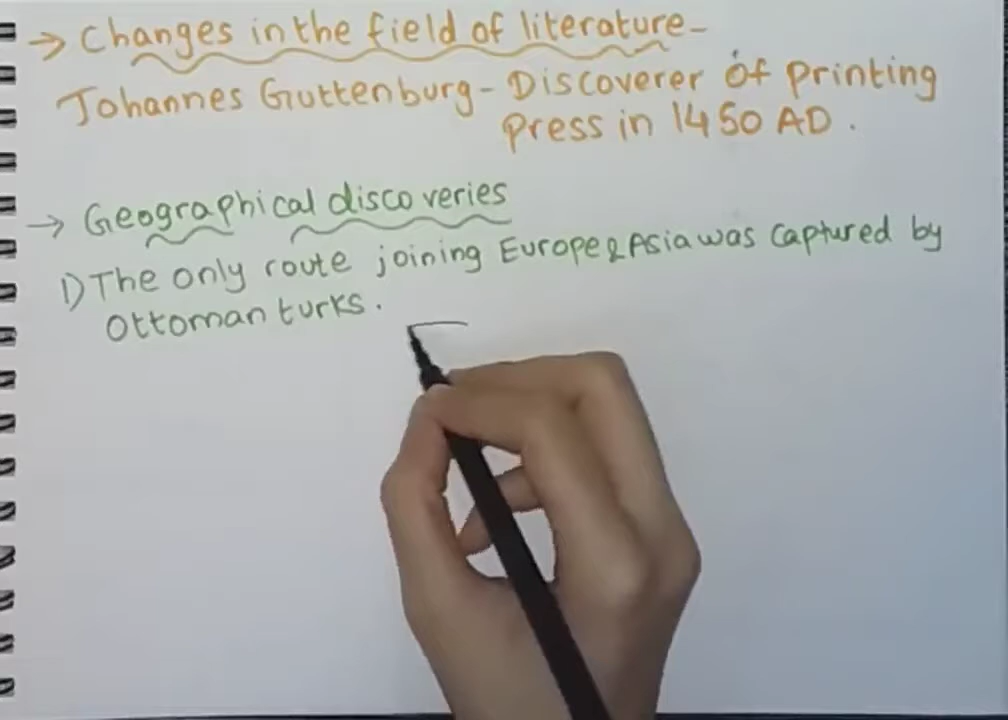 → Changes in the field of literature-
Johannes Guttenburg - Discoverer of printing
press in 1450 AD.
→ Geographical discoveries
1) The only route joining Europe & Asia was captured by
Ottoman turks.